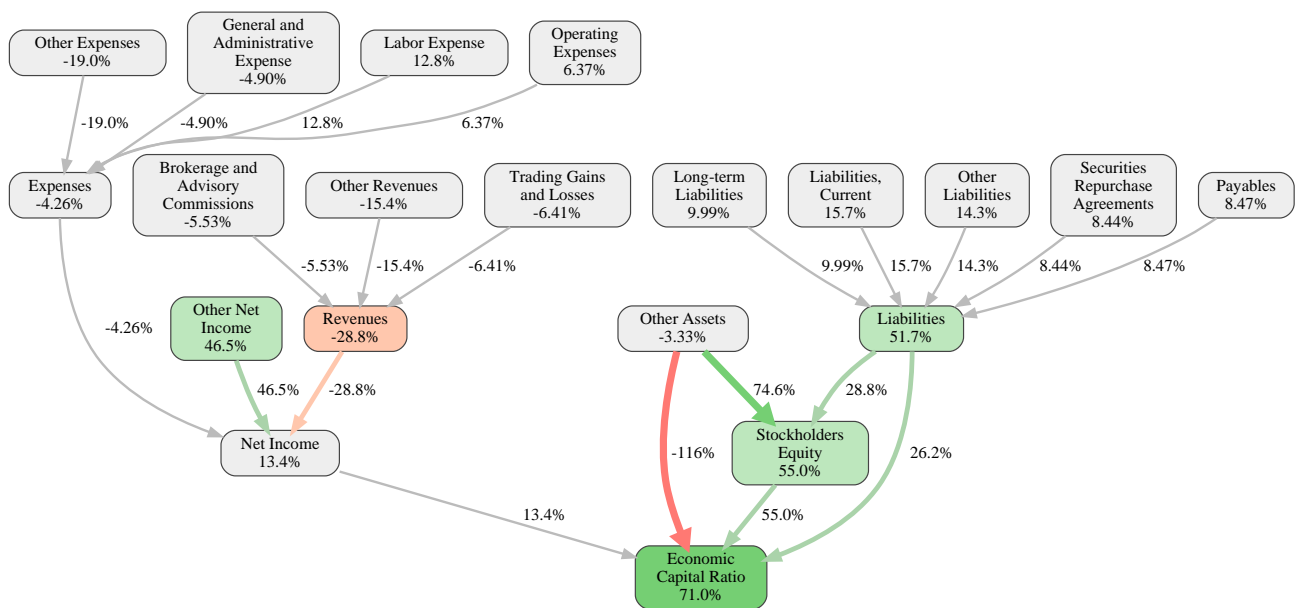 Other Expenses
-19.0%
General and
Administrative
Expense
-4.90%
Labor Expense
12.8%
Operating
Expenses
6.37%
-19.0%
-4.90%
12.8%
6.37%
Expenses
-4.26%
Brokerage and
Advisory
Commissions
-5.53%
Other Revenues
-15.4%
Trading Gains
and Losses
-6.41%
Long-term
Liabilities
9.99%
Liabilities,
Current
15.7%
Other
Liabilities
14.3%
Securities
Repurchase
Agreements
8.44%
Payables
8.47%
-5.53%
-15.4%
-6.41%
9.99%
15.7%
14.3%
8.44%
8.47%
-4.26%
Other Net
Income
46.5%
Revenues
-28.8%
Other Assets
-3.33%
Liabilities
51.7%
46.5%
-28.8%
74.6%
28.8%
Net Income
13.4%
-116%
Stockholders
Equity
55.0%
26.2%
13.4%
55.0%
Economic
Capital Ratio
71.0%